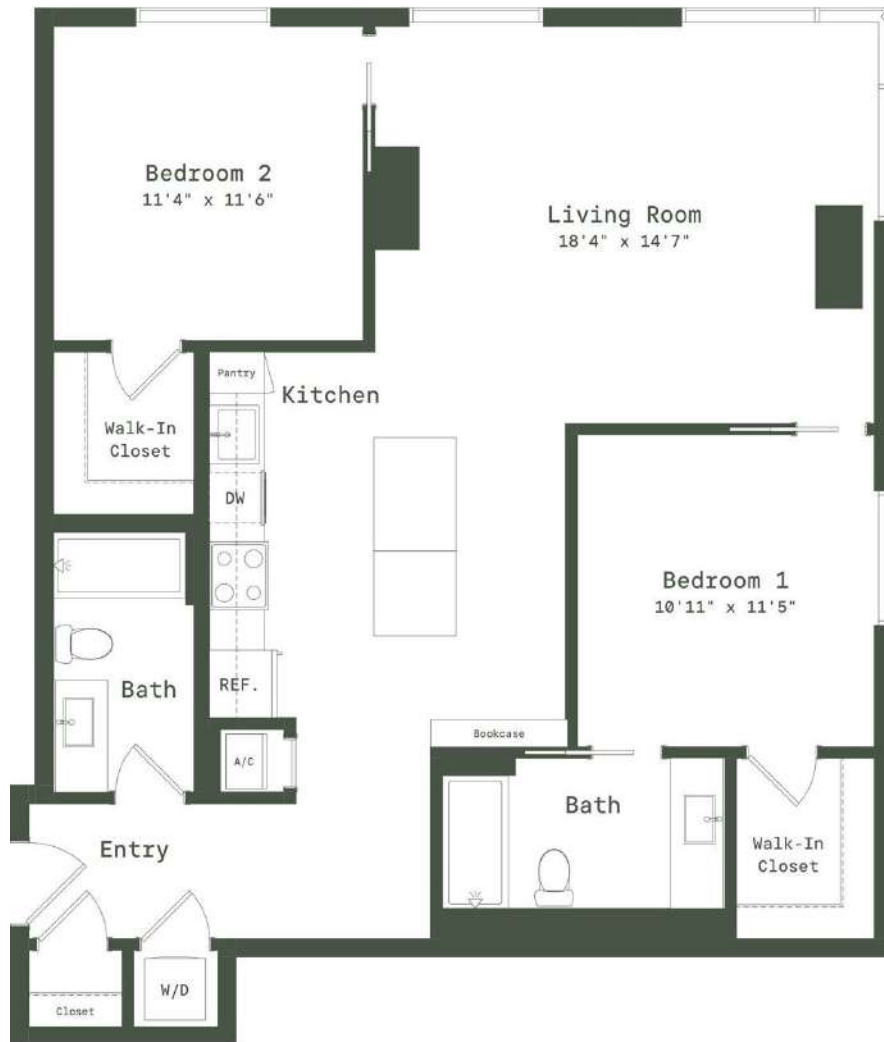 Bedroom 2
11'4" x 11'6"
Living Room
18'4" x 14'7"
Pantry
Kitchen
Walk-In
Closet
DW
Bedroom 1
10'11" x 11'5"
REF.
Bath
Bookcase
A/C
Bath
Entry
Walk-In
Closet
W/D
Closet